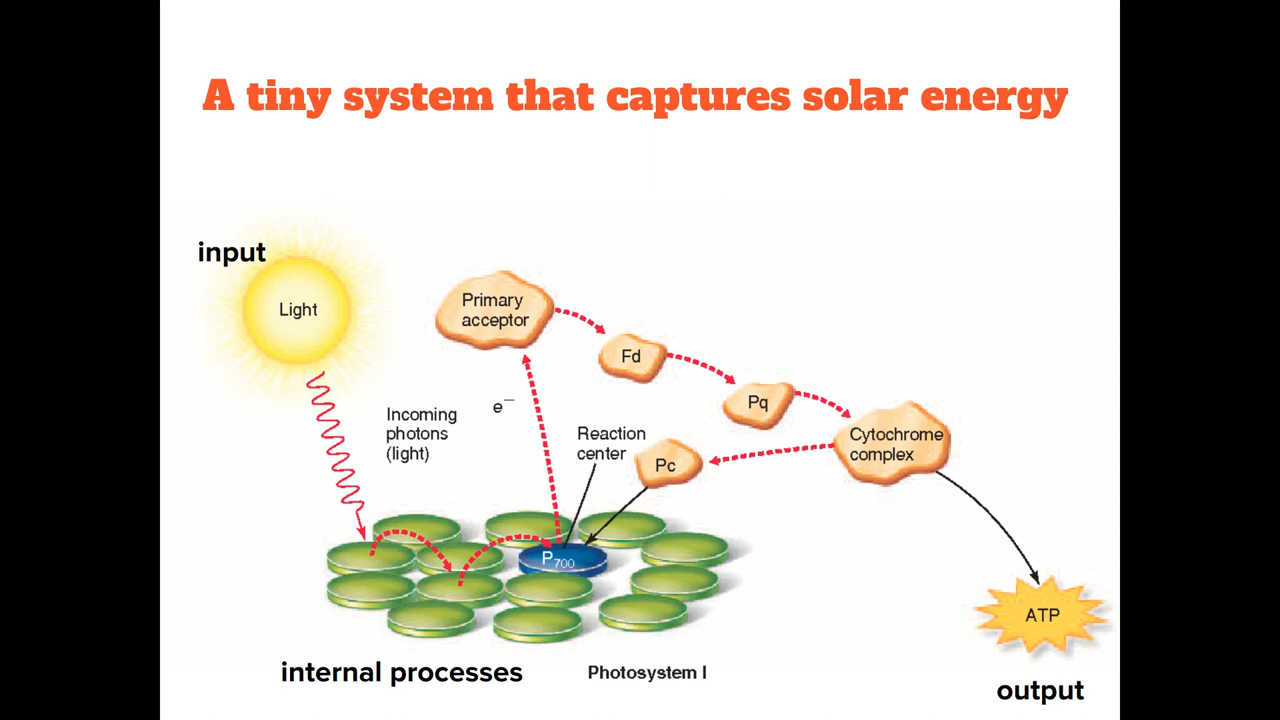 A tiny system that captures solar energy
input
Light
Primary
acceptor
Fd
Pq
Incoming
photons
(light)
e⁻
Reaction
center
Pc
Cytochrome
complex
P₇₀₀
ATP
internal processes
Photosystem I
output